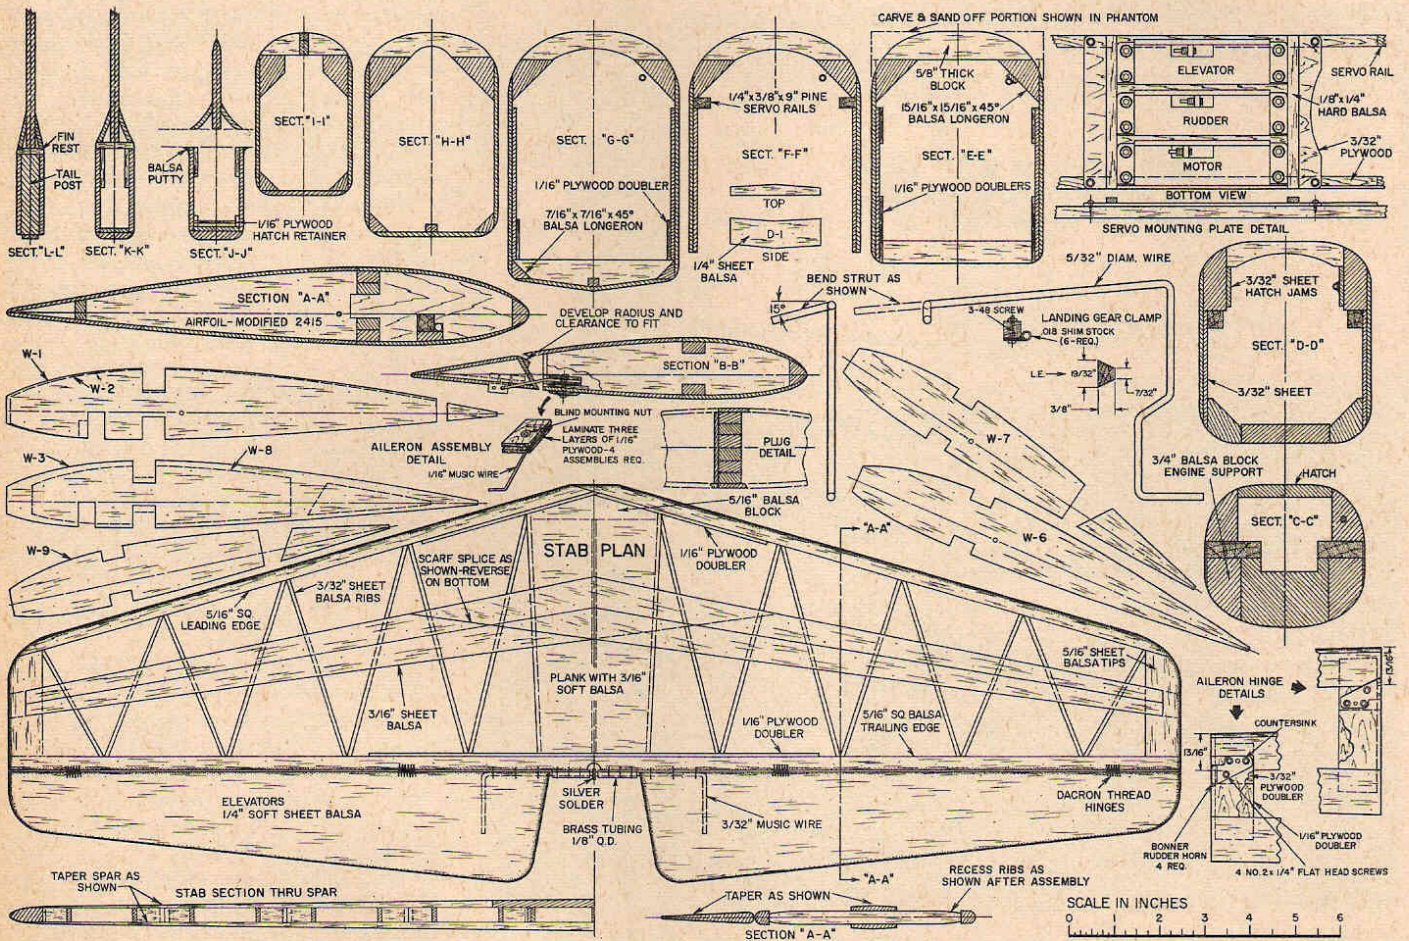 CARVE & SAND OFF PORTION SHOWN IN PHANTOM
FIN
REST
TAIL
POST
SECT. "L-L"
SECT. "K-K"
BALSA
PUTTY
1/16" PLYWOOD
HATCH RETAINER
SECT. "J-J"
SECT. "I-I"
SECT. "H-H"
SECT. "G-G"
1/16" PLYWOOD DOUBLER
7/16" x 7/16" x 45°
BALSA LONGERON
1/4" x 3/8" x 9" PINE
SERVO RAILS
SECT. "F-F"
TOP
D-1
SIDE
1/4" SHEET
BALSA
5/8" THICK
BLOCK
15/16" x 15/16" x 45°
BALSA LONGERON
SECT. "E-E"
1/16" PLYWOOD DOUBLERS
ELEVATOR
RUDDER
MOTOR
SERVO RAIL
1/8" x 1/4"
HARD BALSA
3/32"
PLYWOOD
BOTTOM VIEW
SERVO MOUNTING PLATE DETAIL
SECTION "A-A"
AIRFOIL-MODIFIED 2415
DEVELOP RADIUS AND
CLEARANCE TO FIT
SECTION "B-B"
BEND STRUT AS
SHOWN
15°
5/32" DIAM. WIRE
3-48 SCREW
LANDING GEAR CLAMP
.018 SHIM STOCK
(6-REQ.)
L.E.
19/32"
7/32"
3/8"
3/32" SHEET
HATCH JAMS
SECT. "D-D"
3/32" SHEET
W-1
W-2
W-3
W-8
W-9
AILERON ASSEMBLY
DETAIL
BLIND MOUNTING NUT
LAMINATE THREE
LAYERS OF 1/16"
PLYWOOD-4
ASSEMBLIES REQ.
1/16" MUSIC WIRE
PLUG
DETAIL
W-7
W-6
3/4" BALSA BLOCK
ENGINE SUPPORT
HATCH
SECT. "C-C"
STAB PLAN
5/16" BALSA
BLOCK
1/16" PLYWOOD
DOUBLER
"A-A"
SCARF SPLICE AS
SHOWN-REVERSE
ON BOTTOM
3/32" SHEET
BALSA RIBS
5/16" SQ.
LEADING EDGE
PLANK WITH 3/16"
SOFT BALSA
3/16" SHEET
BALSA
1/16" PLYWOOD
DOUBLER
5/16" SQ. BALSA
TRAILING EDGE
5/16" SHEET
BALSA TIPS
ELEVATORS
1/4" SOFT SHEET BALSA
SILVER
SOLDER
BRASS TUBING
1/8" O.D.
3/32" MUSIC WIRE
DACRON THREAD
HINGES
"A-A"
AILERON HINGE
DETAILS
13/16"
COUNTERSINK
13/16"
3/32"
PLYWOOD
DOUBLER
1/16" PLYWOOD
DOUBLER
BONNER
RUDDER HORN
4 REQ.
4 NO. 2 x 1/4" FLAT HEAD SCREWS
TAPER SPAR AS
SHOWN
STAB SECTION THRU SPAR
TAPER AS SHOWN
SECTION "A-A"
RECESS RIBS AS
SHOWN AFTER ASSEMBLY
SCALE IN INCHES
0 1 2 3 4 5 6